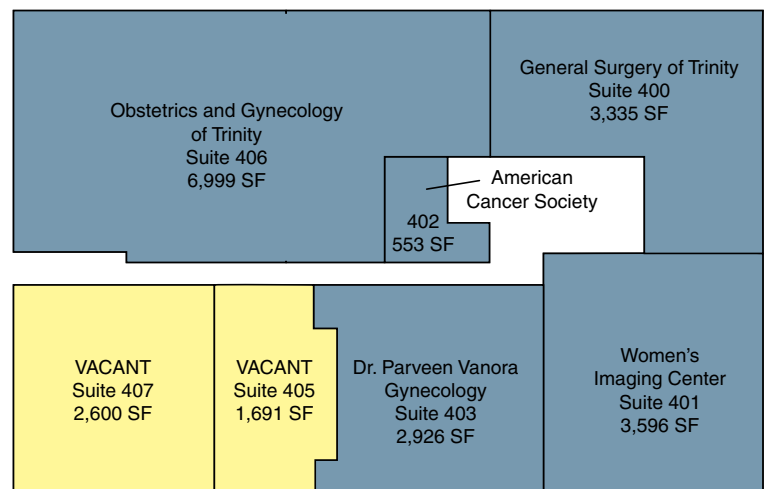 General Surgery of Trinity
Suite 400
3,335 SF
Obstetrics and Gynecology
of Trinity
Suite 406
6,999 SF
American
Cancer Society
402
553 SF
VACANT
Suite 407
2,600 SF
VACANT
Suite 405
1,691 SF
Dr. Parveen Vanora
Gynecology
Suite 403
2,926 SF
Women’s
Imaging Center
Suite 401
3,596 SF